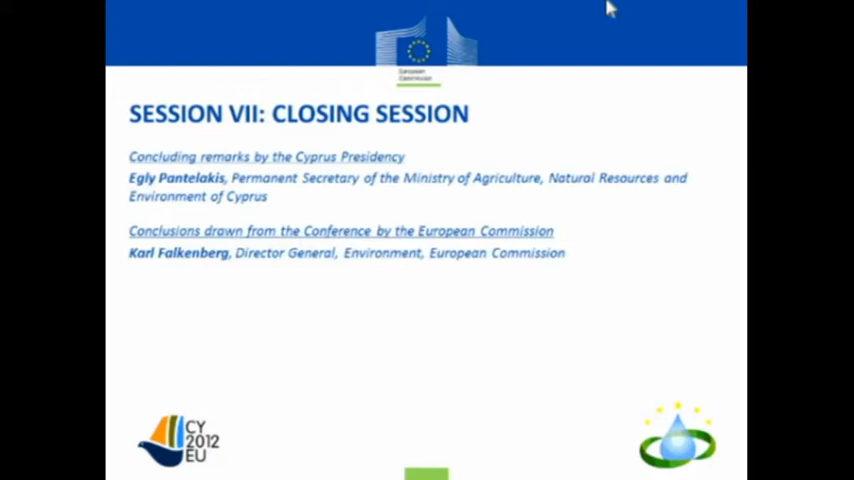 European
Commission
SESSION VII: CLOSING SESSION
Concluding remarks by the Cyprus Presidency
Egly Pantelakis, Permanent Secretary of the Ministry of Agriculture, Natural Resources and
Environment of Cyprus
Conclusions drawn from the Conference by the European Commission
Karl Falkenberg, Director General, Environment, European Commission
CY
2012
EU